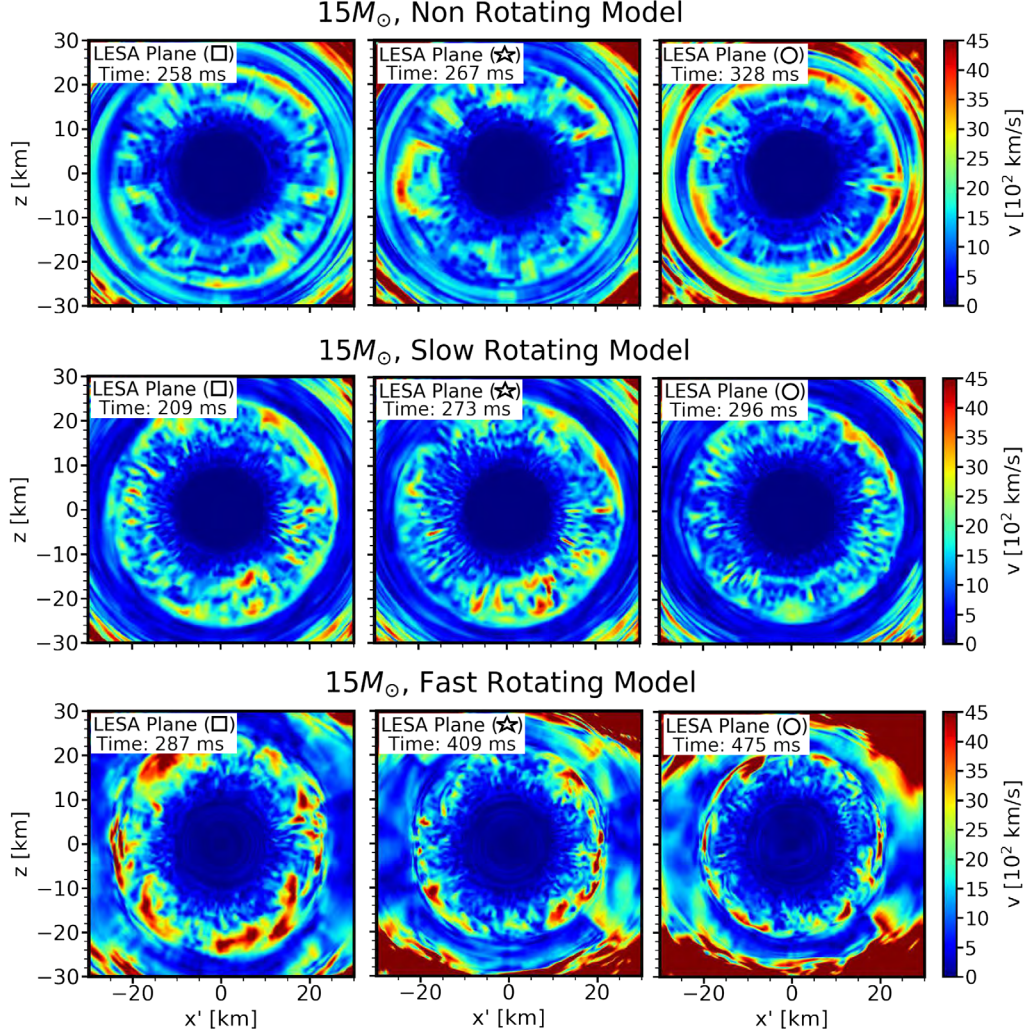 15M⊙, Non Rotating Model
LESA Plane (□)
Time: 258 ms
LESA Plane (☆)
Time: 267 ms
LESA Plane (○)
Time: 328 ms
30
20
10
0
−10
−20
−30
z [km]
45
40
35
30
25
20
15
10
5
0
v [10² km/s]
15M⊙, Slow Rotating Model
LESA Plane (□)
Time: 209 ms
LESA Plane (☆)
Time: 273 ms
LESA Plane (○)
Time: 296 ms
30
20
10
0
−10
−20
−30
z [km]
45
40
35
30
25
20
15
10
5
0
v [10² km/s]
15M⊙, Fast Rotating Model
LESA Plane (□)
Time: 287 ms
LESA Plane (☆)
Time: 409 ms
LESA Plane (○)
Time: 475 ms
30
20
10
0
−10
−20
−30
z [km]
45
40
35
30
25
20
15
10
5
0
v [10² km/s]
−20 0 20
−20 0 20
−20 0 20
x' [km]
x' [km]
x' [km]